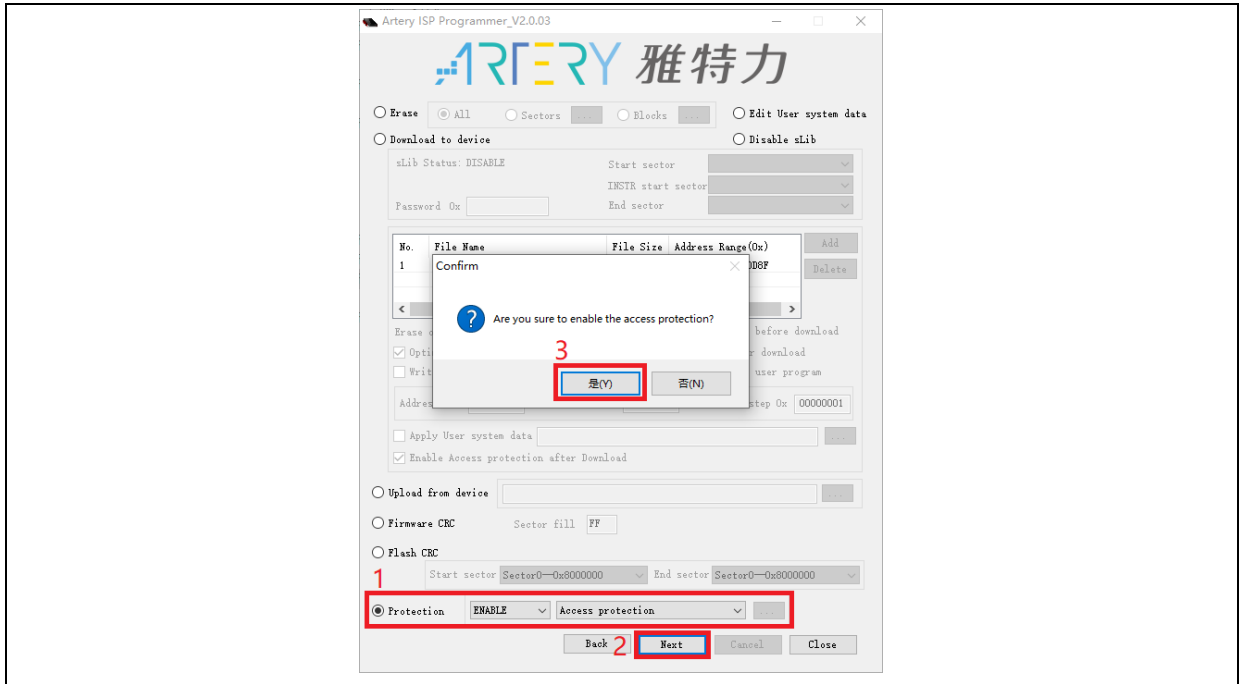 Artery ISP Programmer_V2.0.03
ARTERY 雅特力
Erase All Sectors ... Blocks ... Edit User system data
Download to device Disable sLib
sLib Status: DISABLE Start sector
INSTR start sector
Password 0x End sector
No. File Name File Size Address Range(0x) Add
1 0D8F Delete
Confirm
Are you sure to enable the access protection?
Erase before download
Opti download
3
Writ user program
是(Y) 否(N)
Addres step 0x 00000001
Apply User system data ...
Enable Access protection after Download
Upload from device ...
Firmware CRC Sector fill FF
Flash CRC
1
Start sector Sector0—0x8000000 End sector Sector0—0x8000000
Protection ENABLE Access protection ...
Back 2 Next Cancel Close